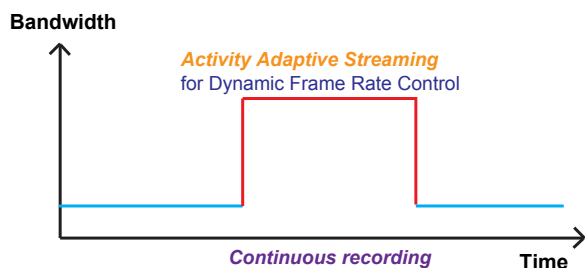 Bandwidth
Activity Adaptive Streaming
for Dynamic Frame Rate Control
Continuous recording
Time